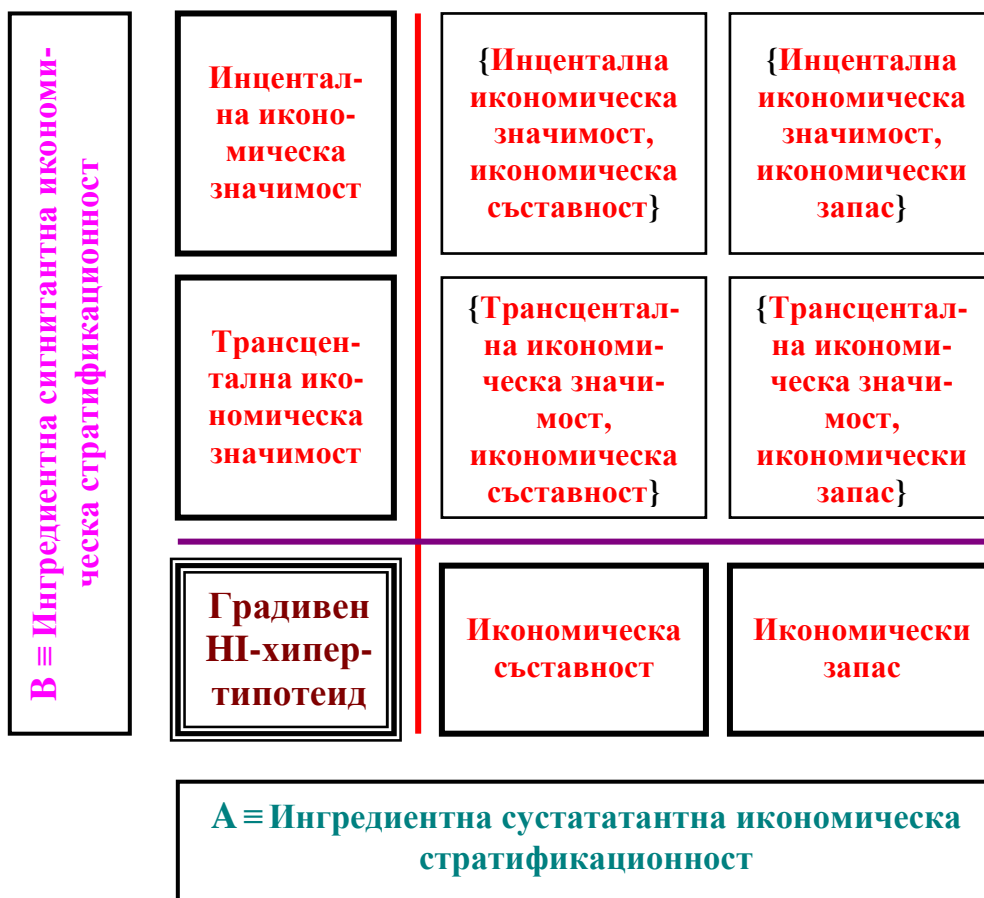 В ≡ Ингредиентна сигнитантна икономи-
ческа стратификационност
Инцентал-
на иконо-
мическа
значимост
{Инцентална
икономическа
значимост,
икономическа
съставност}
{Инцентална
икономическа
значимост,
икономически
запас}
Трансцен-
тална ико-
номическа
значимост
{Трансцентал-
на икономи-
ческа значи-
мост,
икономическа
съставност}
{Трансцентал-
на икономи-
ческа значи-
мост,
икономически
запас}
Градивен
HI-хипер-
типотеид
Икономическа
съставност
Икономически
запас
А ≡ Ингредиентна сустататантна икономическа
стратификационност